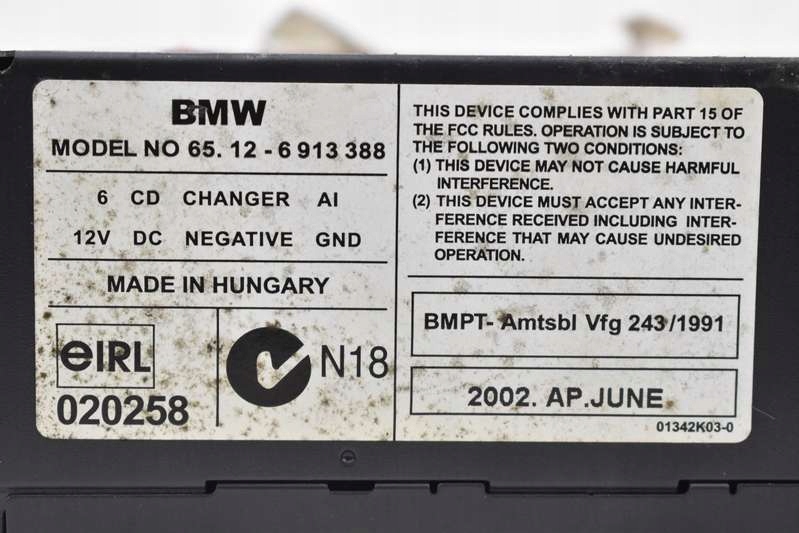 BMW
MODEL NO 65. 12 - 6 913 388
6 CD CHANGER AI
12V DC NEGATIVE GND
MADE IN HUNGARY
eIRL
020258
N18
THIS DEVICE COMPLIES WITH PART 15 OF
THE FCC RULES. OPERATION IS SUBJECT TO
THE FOLLOWING TWO CONDITIONS:
(1) THIS DEVICE MAY NOT CAUSE HARMFUL
INTERFERENCE.
(2) THIS DEVICE MUST ACCEPT ANY INTER-
FERENCE RECEIVED INCLUDING INTER-
FERENCE THAT MAY CAUSE UNDESIRED
OPERATION.
BMPT- Amtsbl Vfg 243/1991
2002. AP.JUNE
01342K03-0